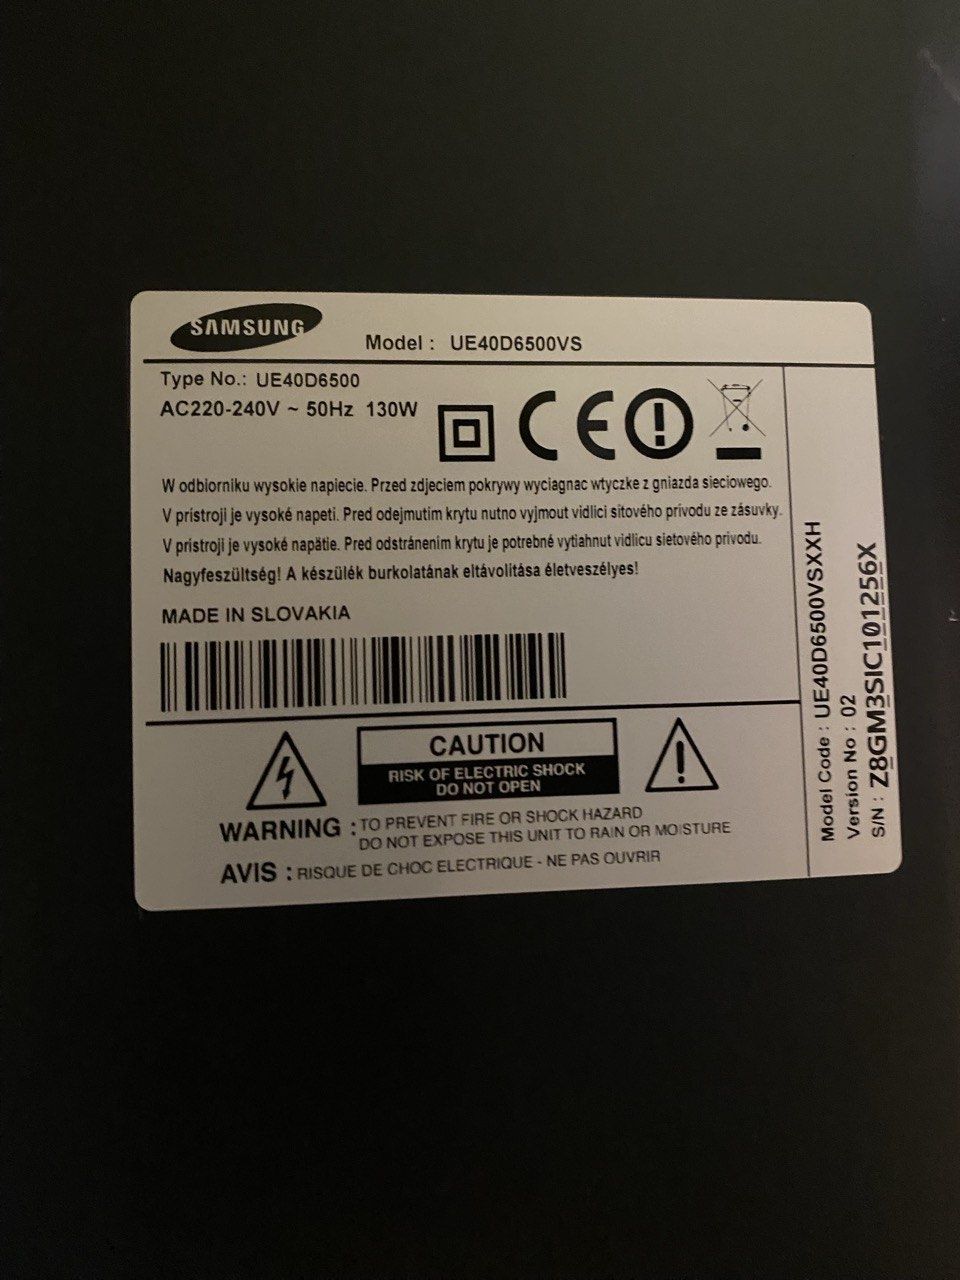 SAMSUNG
Model : UE40D6500VS
Type No.: UE40D6500
AC220-240V ~ 50Hz 130W
W odbiorniku wysokie napiecie. Przed zdjeciem pokrywy wyciagnac wtyczke z gniazda sieciowego.
V prístroji je vysoké napeti. Pred odejmutim krytu nutno vyjmout vidlici sitového privodu ze zásuvky.
V prístroji je vysoké napätie. Pred odstránením krytu je potrebné vytiahnut vidlicu sietového privodu.
Nagyfeszültség! A készülék burkolatának eltávolitása életveszélyes!
MADE IN SLOVAKIA
CAUTION
RISK OF ELECTRIC SHOCK
DO NOT OPEN
WARNING : TO PREVENT FIRE OR SHOCK HAZARD
DO NOT EXPOSE THIS UNIT TO RAIN OR MOISTURE
AVIS : RISQUE DE CHOC ELECTRIQUE - NE PAS OUVRIR
Model Code : UE40D6500VSXXH
Version No : 02
S/N : Z8GM3SIC101256X